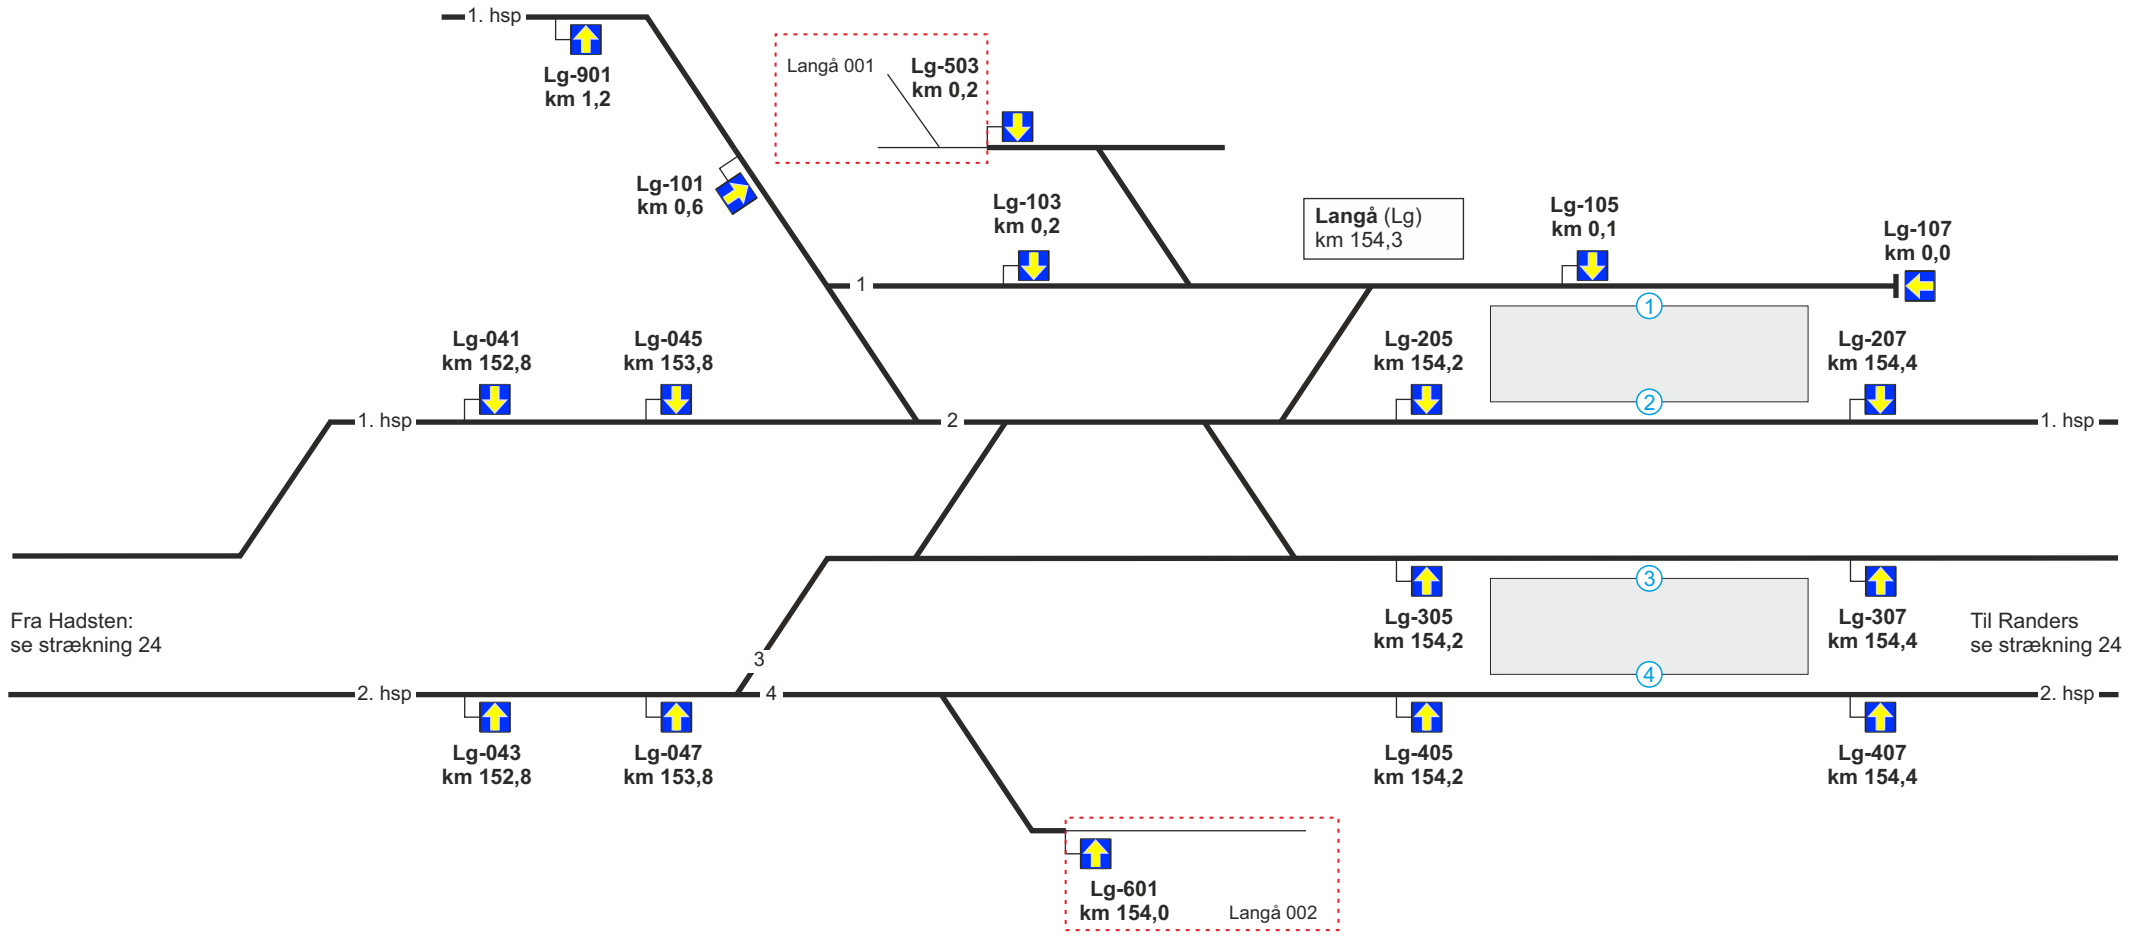 1. hsp
Lg-901
km 1,2
Langå 001
Lg-503
km 0,2
Lg-101
km 0,6
Lg-103
km 0,2
Langå (Lg)
km 154,3
Lg-105
km 0,1
Lg-107
km 0,0
1
1
Lg-041
km 152,8
Lg-045
km 153,8
Lg-205
km 154,2
Lg-207
km 154,4
2
1. hsp
2
1. hsp
3
Lg-305
km 154,2
Lg-307
km 154,4
Fra Hadsten:
se strækning 24
Til Randers
se strækning 24
3
4
2. hsp
4
2. hsp
Lg-043
km 152,8
Lg-047
km 153,8
Lg-405
km 154,2
Lg-407
km 154,4
Lg-601
km 154,0
Langå 002